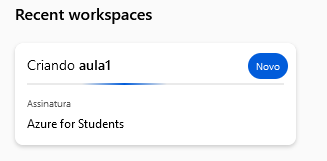 Recent workspaces
Criando aula1
Novo
Assinatura
Azure for Students